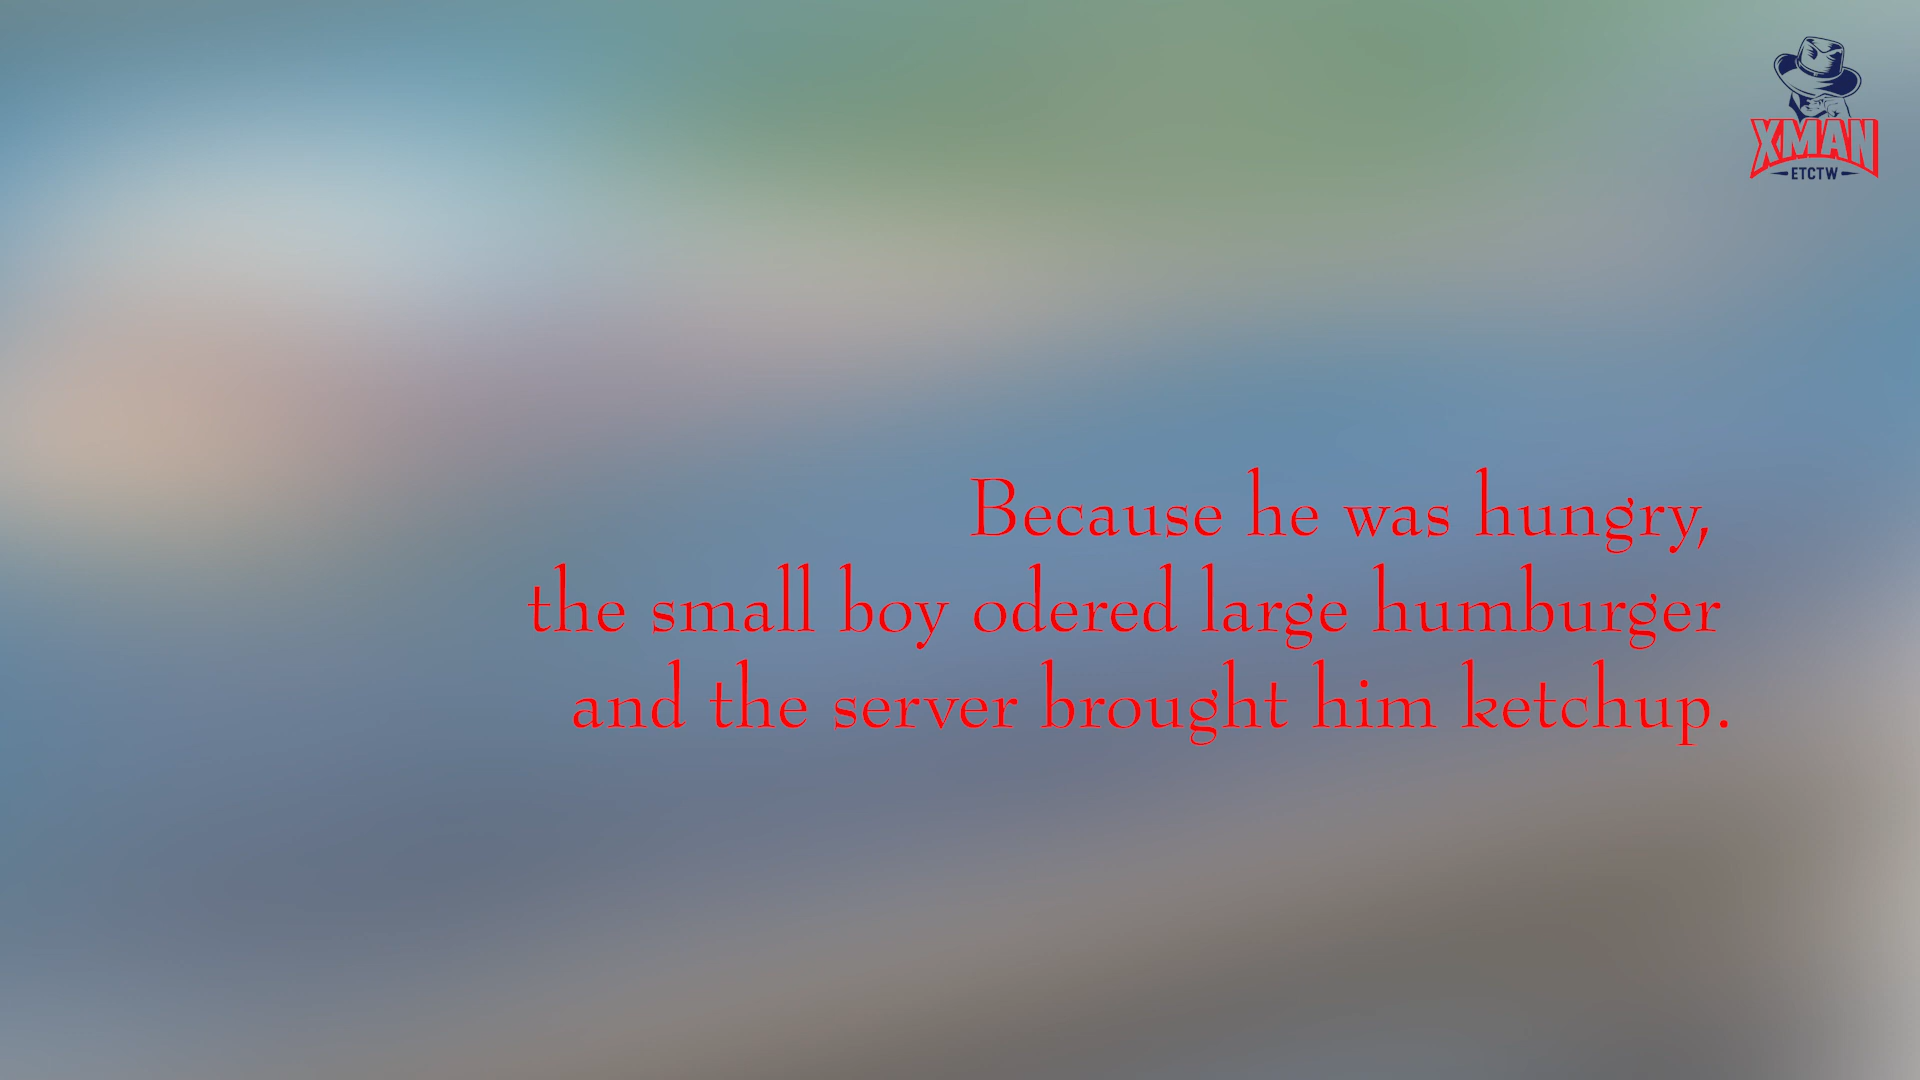 XMAN
ETCTW
Because he was hungry,
the small boy odered large humburger
and the server brought him ketchup.